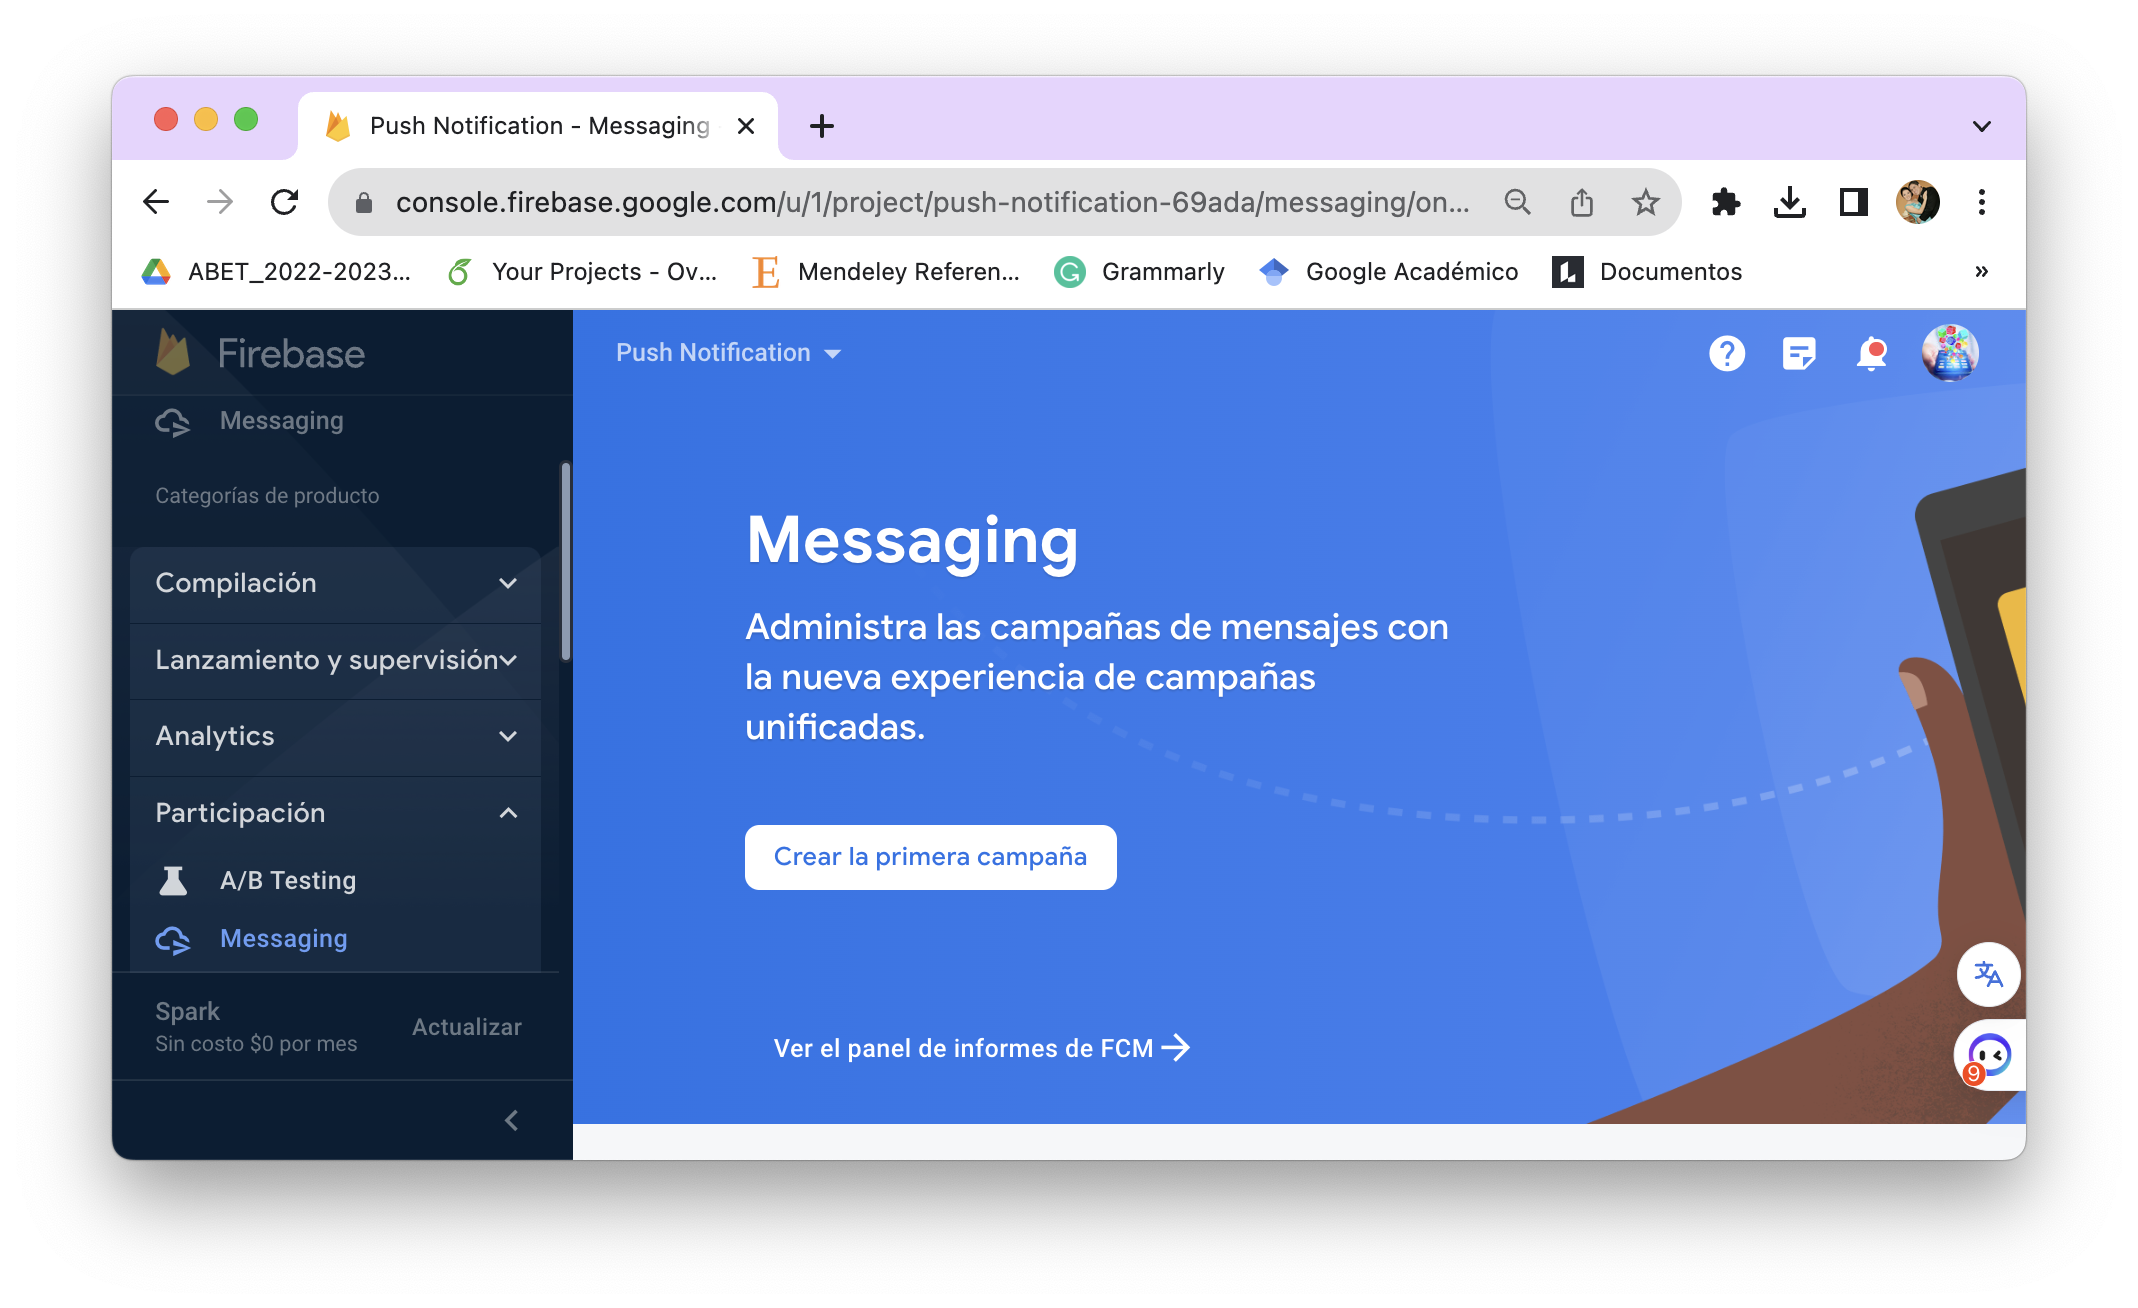 Push Notification - Messaging
console.firebase.google.com/u/1/project/push-notification-69ada/messaging/on...
ABET_2022-2023...
Your Projects - Ov...
Mendeley Referen...
Grammarly
Google Académico
Documentos
»
Firebase
Messaging
Categorías de producto
Compilación
Lanzamiento y supervisión
Analytics
Participación
A/B Testing
Messaging
Spark
Sin costo $0 por mes
Actualizar
Push Notification
Messaging
Administra las campañas de mensajes con
la nueva experiencia de campañas
unificadas.
Crear la primera campaña
Ver el panel de informes de FCM
9